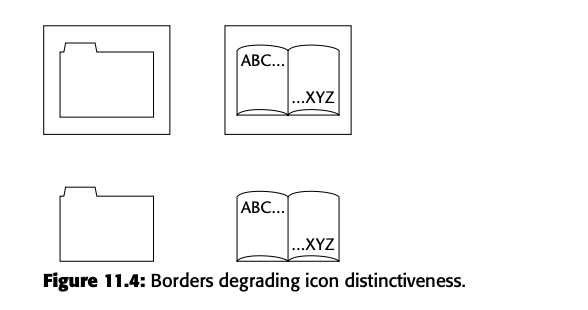 ABC...
...XYZ
ABC...
...XYZ
Figure 11.4: Borders degrading icon distinctiveness.